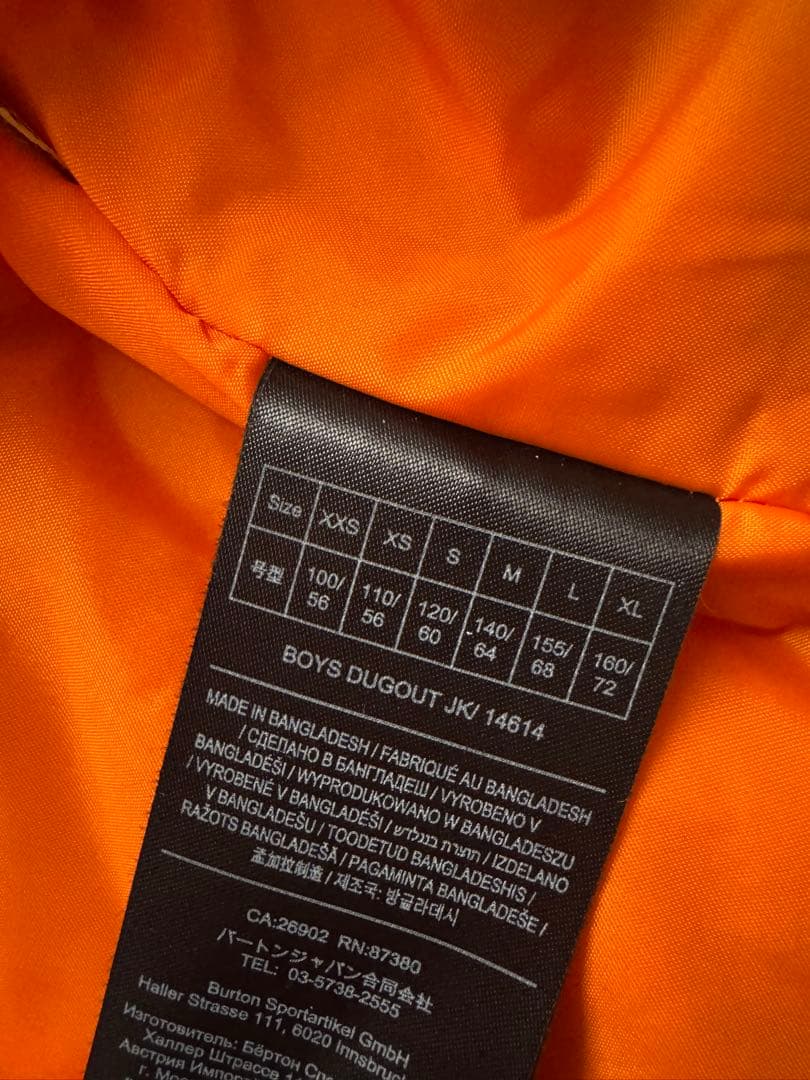 Size XXS XS S M L XL
号型 100/56 110/56 120/60 140/64 155/68 160/72
BOYS DUGOUT JK/ 14614
MADE IN BANGLADESH / FABRIQUÉ AU BANGLADESH
/ СДЕЛАНО В БАНГЛАДЕШ / VYROBENO V
BANGLADÉŠI / WYPRODUKOWANO W BANGLADESZU
/ VYROBENÉ V BANGLADÉŠI / תוצרת בנגלדש / IZDELANO
V BANGLADEŠU / TOODETUD BANGLADESHIS /
RAŽOTS BANGLADEŠĀ / PAGAMINTA BANGLADEŠE /
孟加拉制造 / 제조국: 방글라데시
CA:26902 RN:87380
バートンジャパン合同会社
TEL: 03-5738-2555
Burton Sportartikel GmbH
Haller Strasse 111, 6020 Innsbruck
Изготовитель: Бёртон
Халлер Штрассе
Австрия
г.